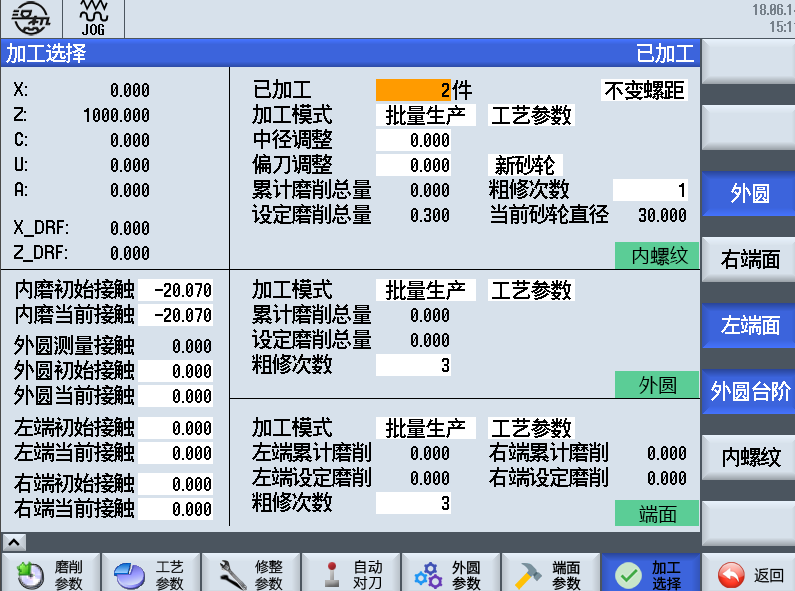 JOG
18.06.1
15:1
加工选择 已加工
X: 0.000
Z: 1000.000
C: 0.000
U: 0.000
A: 0.000
X_DRF: 0.000
Z_DRF: 0.000
已加工 2件 不变螺距
加工模式 批量生产 工艺参数
中径调整 0.000
偏刀调整 0.000 新砂轮
累计磨削总量 0.000 粗修次数 1
设定磨削总量 0.300 当前砂轮直径 30.000
内螺纹
内磨初始接触 -20.070
内磨当前接触 -20.070
外圆测量接触 0.000
外圆初始接触 0.000
外圆当前接触 0.000
左端初始接触 0.000
左端当前接触 0.000
右端初始接触 0.000
右端当前接触 0.000
加工模式 批量生产 工艺参数
累计磨削总量 0.000
设定磨削总量 0.000
粗修次数 3
外圆
加工模式 批量生产 工艺参数
左端累计磨削 0.000 右端累计磨削 0.000
左端设定磨削 0.000 右端设定磨削 0.000
粗修次数 3
端面
外圆
右端面
左端面
外圆台阶
内螺纹
磨削
参数
工艺
参数
修整
参数
自动
对刀
外圆
参数
端面
参数
加工
选择
返回